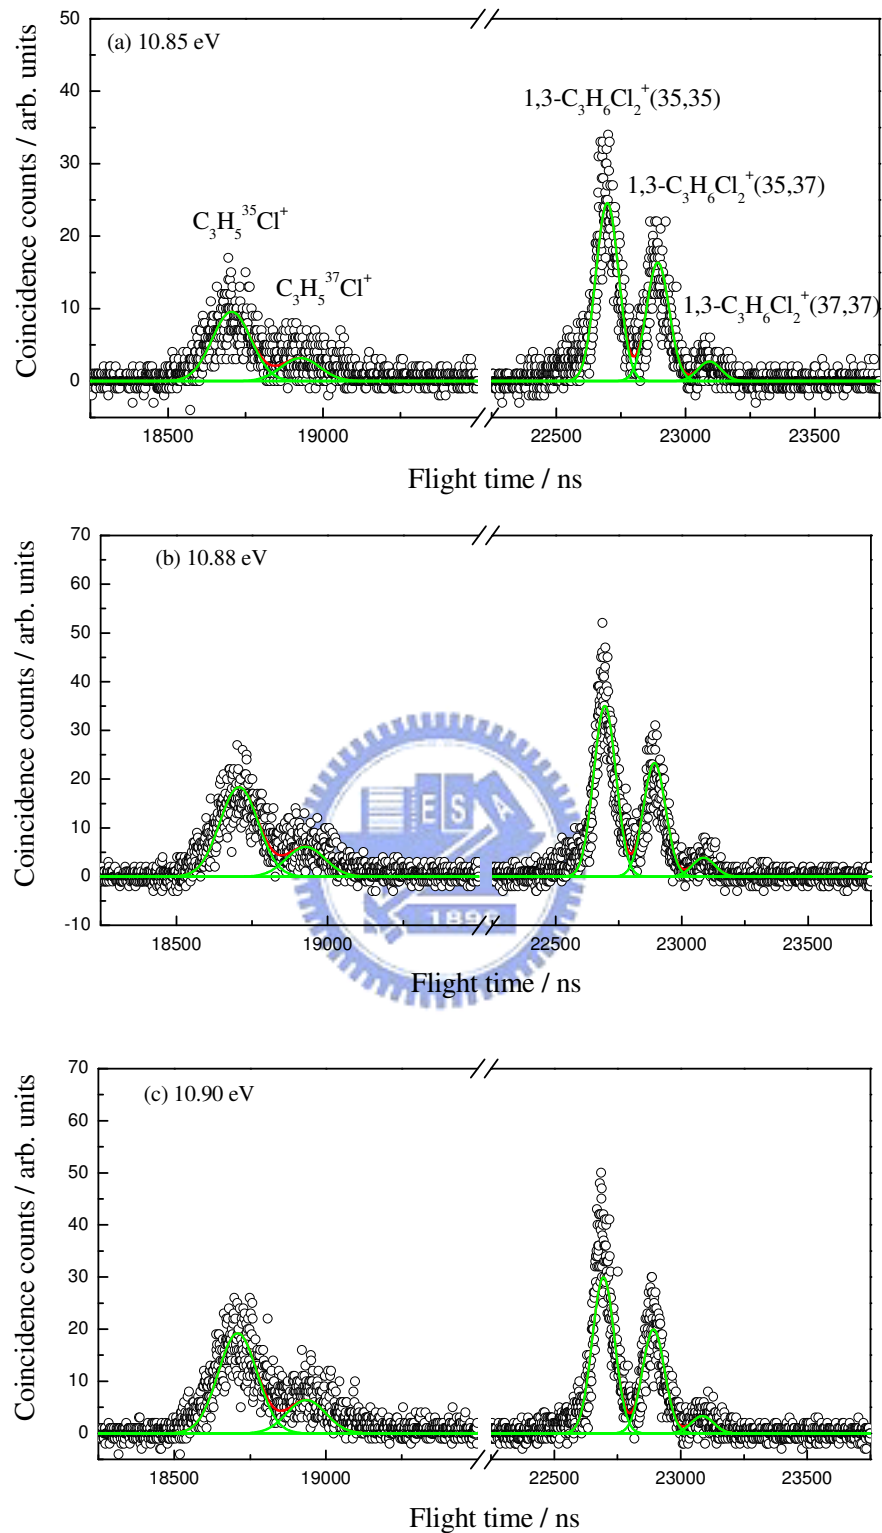 50
(a) 10.85 eV
40
1,3-C₃H₆Cl₂⁺(35,35)
30
1,3-C₃H₆Cl₂⁺(35,37)
C₃H₅³⁵Cl⁺
20
C₃H₅³⁷Cl⁺
1,3-C₃H₆Cl₂⁺(37,37)
10
0
Coincidence counts / arb. units
18500 19000 22500 23000 23500
Flight time / ns
70
(b) 10.88 eV
60
50
40
30
20
10
0
-10
Coincidence counts / arb. units
E S A
189
18500 19000 22500 23000 23500
Flight time / ns
70
(c) 10.90 eV
60
50
40
30
20
10
0
Coincidence counts / arb. units
18500 19000 22500 23000 23500
Flight time / ns